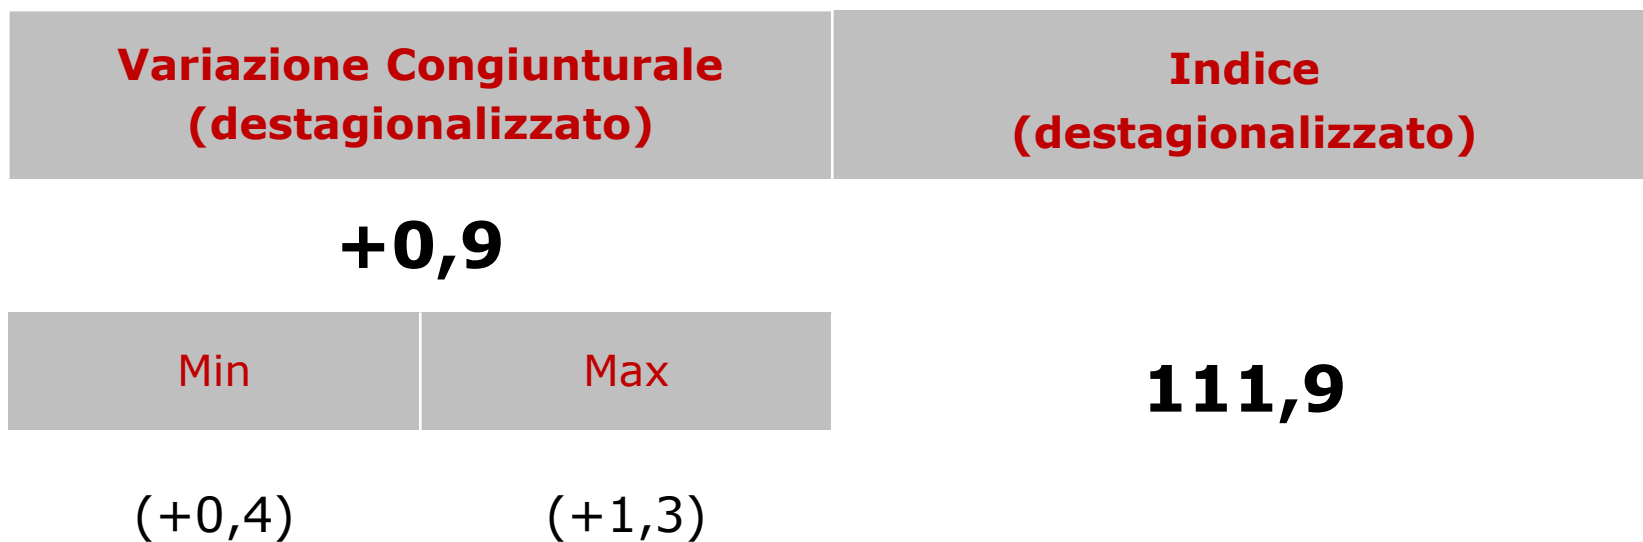 Variazione Congiunturale
(destagionalizzato)
Indice
(destagionalizzato)
+0,9
Min
Max
111,9
(+0,4)
(+1,3)